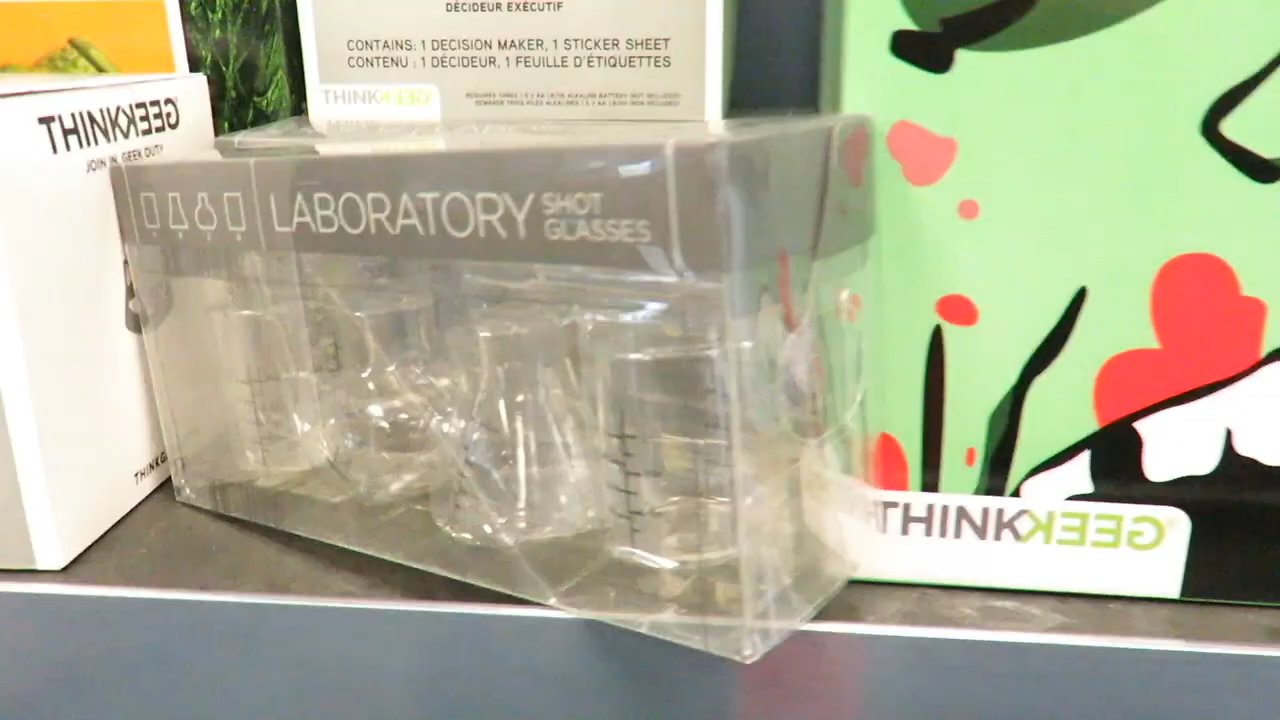 DÉCIDEUR EXÉCUTIF
CONTAINS: 1 DECISION MAKER, 1 STICKER SHEET
CONTENU : 1 DÉCIDEUR, 1 FEUILLE D'ÉTIQUETTES
THINKGEEK
THINKGEEK
JOIN IN. GEEK OUT!
LABORATORY SHOT
GLASSES
THINKG
THINKGEEK